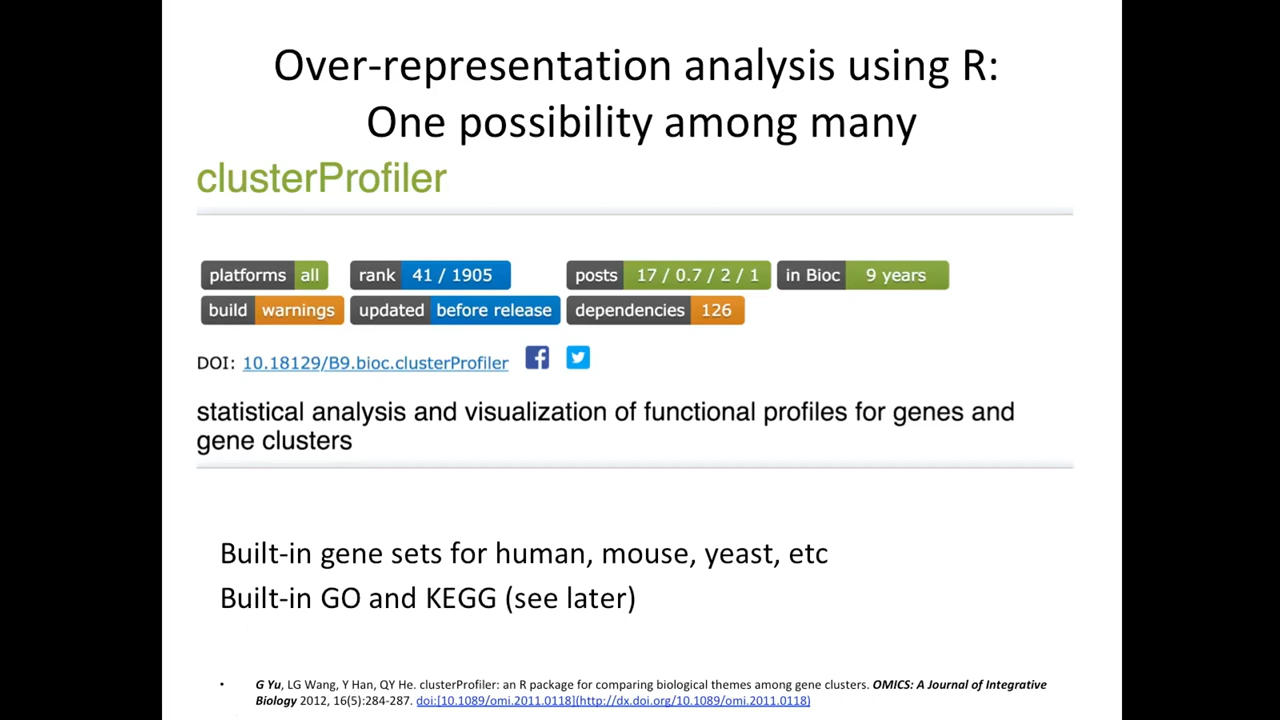 Over-representation analysis using R:
One possibility among many
clusterProfiler
platforms all rank 41 / 1905 posts 17 / 0.7 / 2 / 1 in Bioc 9 years
build warnings updated before release dependencies 126
DOI: 10.18129/B9.bioc.clusterProfiler
statistical analysis and visualization of functional profiles for genes and
gene clusters
Built-in gene sets for human, mouse, yeast, etc
Built-in GO and KEGG (see later)
• G Yu, LG Wang, Y Han, QY He. clusterProfiler: an R package for comparing biological themes among gene clusters. OMICS: A Journal of Integrative
Biology 2012, 16(5):284-287. doi:[10.1089/omi.2011.0118](http://dx.doi.org/10.1089/omi.2011.0118)